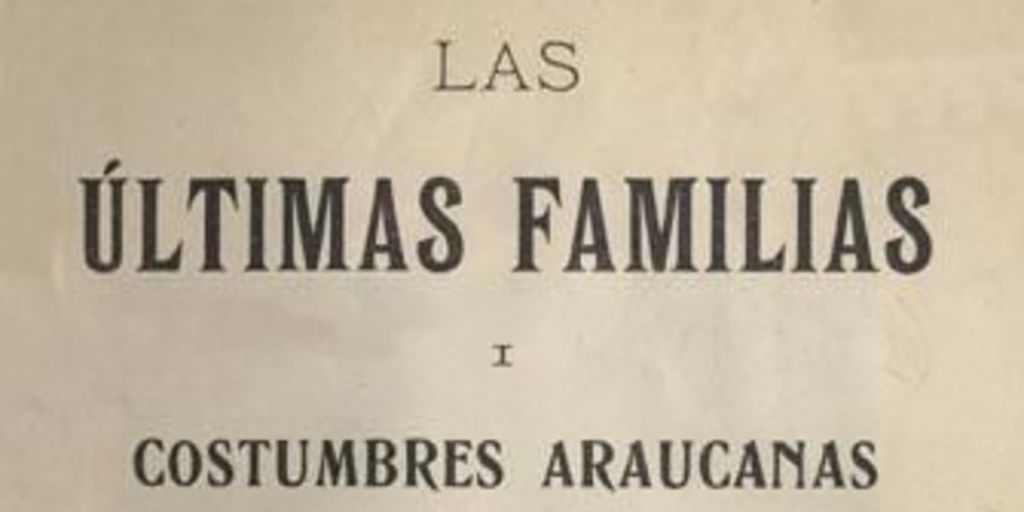 LAS
ÚLTIMAS FAMILIAS
I
COSTUMBRES ARAUCANAS